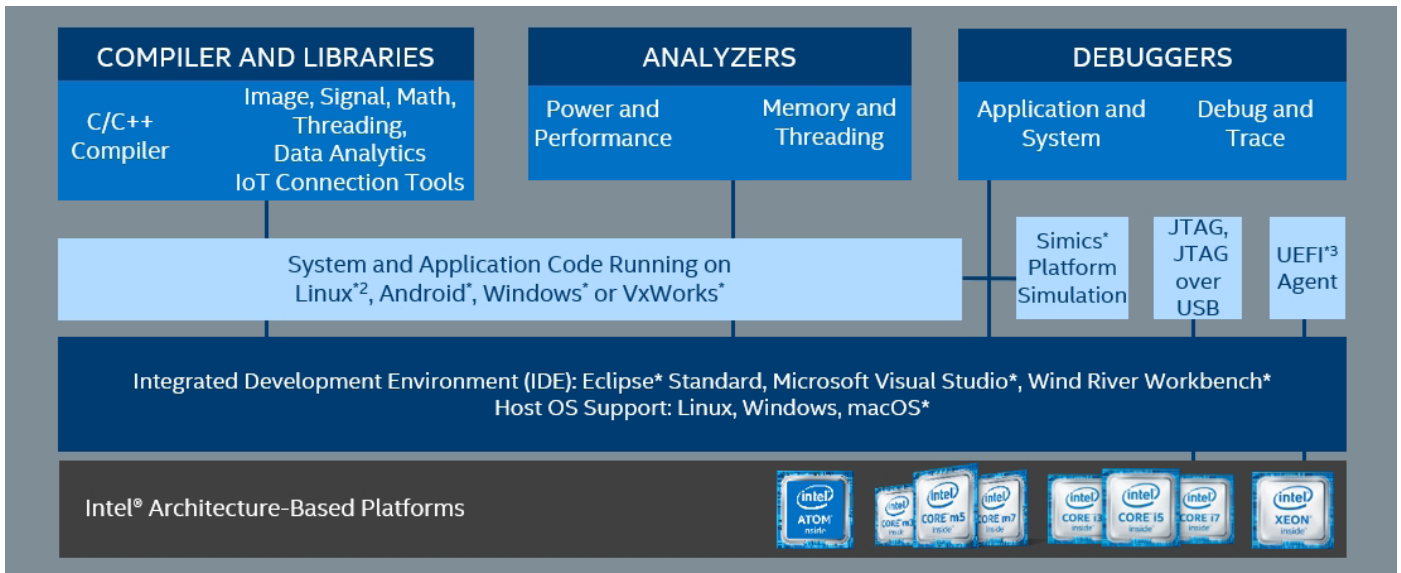 COMPILER AND LIBRARIES
C/C++
Compiler
Image, Signal, Math,
Threading,
Data Analytics
IoT Connection Tools
ANALYZERS
Power and
Performance
Memory and
Threading
DEBUGGERS
Application and
System
Debug and
Trace
System and Application Code Running on
Linux*2, Android*, Windows* or VxWorks*
Simics*
Platform
Simulation
JTAG,
JTAG
over
USB
UEFI*3
Agent
Integrated Development Environment (IDE): Eclipse* Standard, Microsoft Visual Studio*, Wind River Workbench*
Host OS Support: Linux, Windows, macOS*
Intel® Architecture-Based Platforms
intel
ATOM
inside
intel
CORE m3
inside
intel
CORE m5
inside
intel
CORE m7
inside
intel
CORE i3
inside
intel
CORE i5
inside
intel
CORE i7
inside
intel
XEON
inside